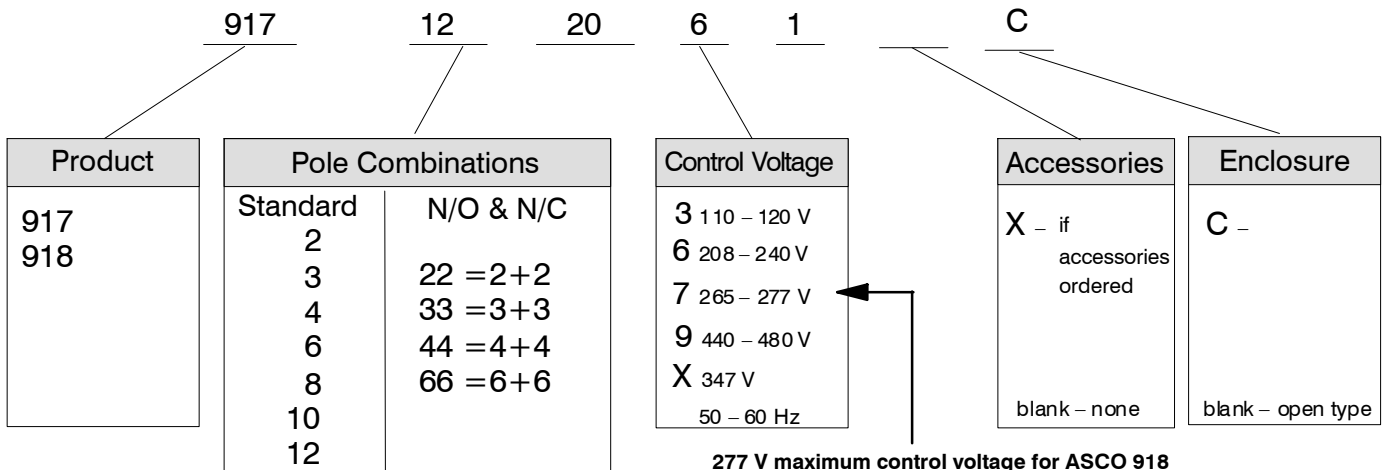 917 12 20 6 1 C
Product
917
918
Pole Combinations
Standard N/O & N/C
2
3 22 =2+2
4 33 =3+3
6 44 =4+4
8 66 =6+6
10
12
Control Voltage
3 110 – 120 V
6 208 – 240 V
7 265 – 277 V
9 440 – 480 V
X 347 V
50 – 60 Hz
Accessories
X – if
accessories
ordered
blank – none
Enclosure
C –
blank – open type
277 V maximum control voltage for ASCO 918